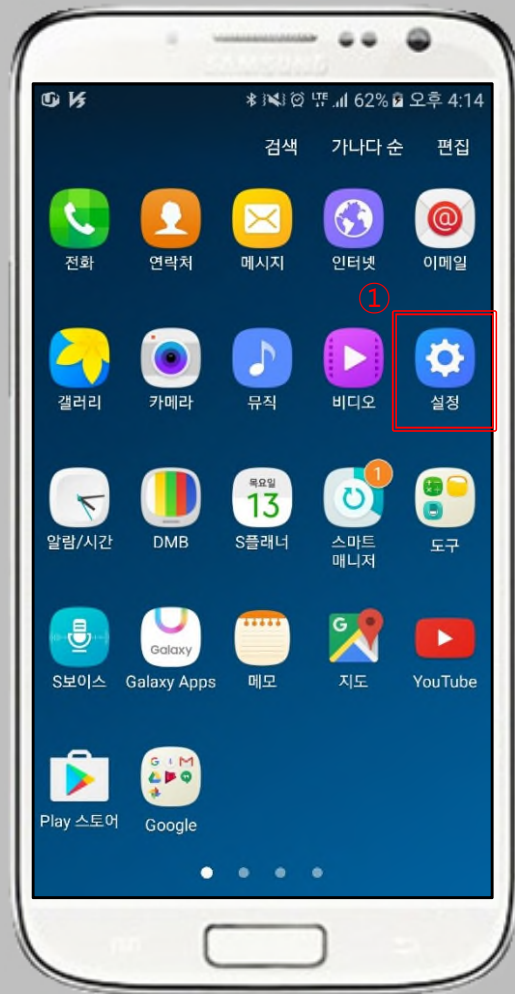 SAMSUNG
62% 오후 4:14
검색 가나다 순 편집
전화 연락처 메시지 인터넷 이메일
①
갤러리 카메라 뮤직 비디오 설정
목요일
13
1
알람/시간 DMB S플래너 스마트 매니저 도구
Galaxy
G
S보이스 Galaxy Apps 메모 지도 YouTube
Play 스토어 Google